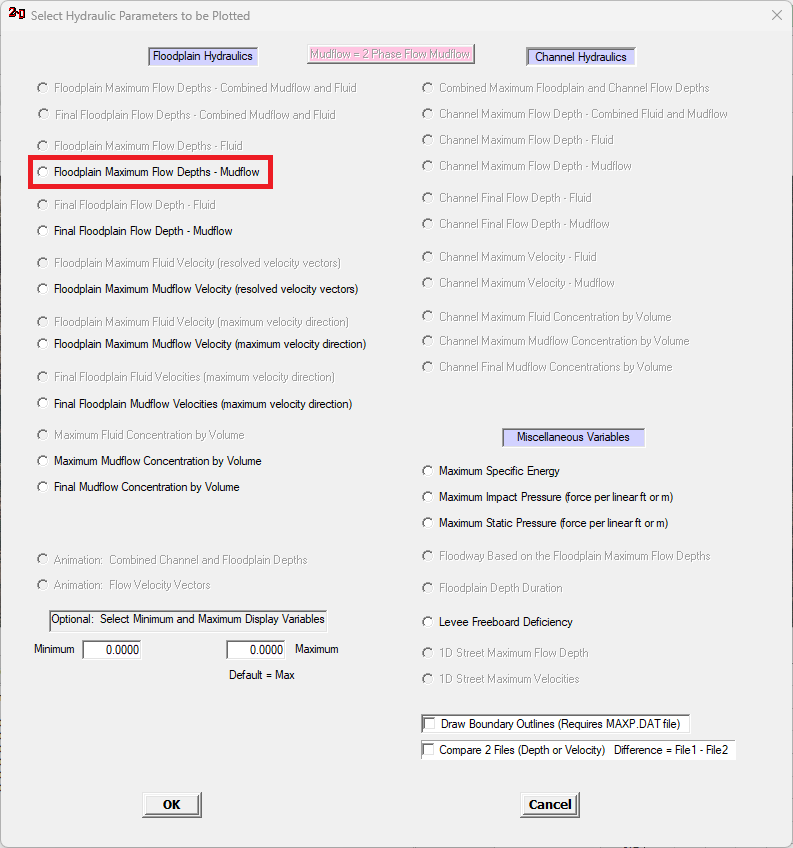 Select Hydraulic Parameters to be Plotted
Floodplain Hydraulics
Mudflow = 2 Phase Flow Mudflow
Channel Hydraulics
Floodplain Maximum Flow Depths - Combined Mudflow and Fluid
Final Floodplain Flow Depths - Combined Mudflow and Fluid
Floodplain Maximum Flow Depths - Fluid
Floodplain Maximum Flow Depths - Mudflow
Final Floodplain Flow Depth - Fluid
Final Floodplain Flow Depth - Mudflow
Floodplain Maximum Fluid Velocity (resolved velocity vectors)
Floodplain Maximum Mudflow Velocity (resolved velocity vectors)
Floodplain Maximum Fluid Velocity (maximum velocity direction)
Floodplain Maximum Mudflow Velocity (maximum velocity direction)
Final Floodplain Fluid Velocities (maximum velocity direction)
Final Floodplain Mudflow Velocities (maximum velocity direction)
Maximum Fluid Concentration by Volume
Maximum Mudflow Concentration by Volume
Final Mudflow Concentration by Volume
Animation: Combined Channel and Floodplain Depths
Animation: Flow Velocity Vectors
Optional: Select Minimum and Maximum Display Variables
Minimum 0.0000 0.0000 Maximum
Default = Max
Combined Maximum Floodplain and Channel Flow Depths
Channel Maximum Flow Depth - Combined Fluid and Mudflow
Channel Maximum Flow Depth - Fluid
Channel Maximum Flow Depth - Mudflow
Channel Final Flow Depth - Fluid
Channel Final Flow Depth - Mudflow
Channel Maximum Velocity - Fluid
Channel Maximum Velocity - Mudflow
Channel Maximum Fluid Concentration by Volume
Channel Maximum Mudflow Concentration by Volume
Channel Final Mudflow Concentrations by Volume
Miscellaneous Variables
Maximum Specific Energy
Maximum Impact Pressure (force per linear ft or m)
Maximum Static Pressure (force per linear ft or m)
Floodway Based on the Floodplain Maximum Flow Depths
Floodplain Depth Duration
Levee Freeboard Deficiency
1D Street Maximum Flow Depth
1D Street Maximum Velocities
Draw Boundary Outlines (Requires MAXP.DAT file)
Compare 2 Files (Depth or Velocity) Difference = File1 - File2
OK
Cancel